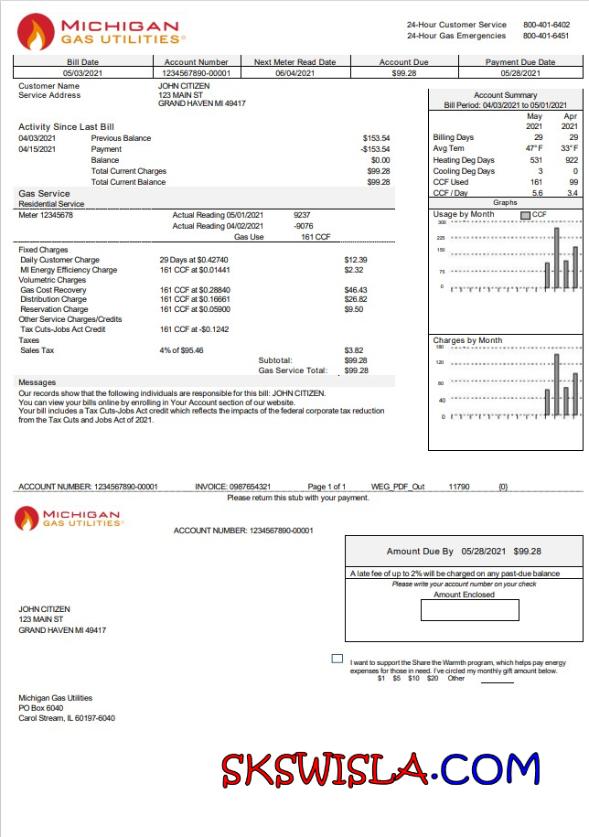 MICHIGAN
GAS UTILITIES
24-Hour Customer Service 800-401-6402
24-Hour Gas Emergencies 800-401-6451
Bill Date Account Number Next Meter Read Date Account Due Payment Due Date
05/03/2021 1234567890-00001 06/04/2021 $99.28 05/28/2021
Customer Name JOHN CITIZEN
Service Address 123 MAIN ST
GRAND HAVEN MI 49417
Account Summary
Bill Period: 04/03/2021 to 05/01/2021
May Apr
2021 2021
Billing Days 29 29
Avg Tem 47°F 33°F
Heating Deg Days 531 922
Cooling Deg Days 3 0
CCF Used 161 99
CCF / Day 5.6 3.4
Graphs
Usage by Month CCF
300
225
150
75
0
Charges by Month
160
120
80
40
0
Activity Since Last Bill
04/03/2021 Previous Balance $153.54
04/15/2021 Payment -$153.54
Balance $0.00
Total Current Charges $99.28
Total Current Balance $99.28
Gas Service
Residential Service
Meter 12345678 Actual Reading 05/01/2021 9237
Actual Reading 04/02/2021 -9076
Gas Use 161 CCF
Fixed Charges
Daily Customer Charge 29 Days at $0.42740 $12.39
MI Energy Efficiency Charge 161 CCF at $0.01441 $2.32
Volumetric Charges
Gas Cost Recovery 161 CCF at $0.28840 $46.43
Distribution Charge 161 CCF at $0.16661 $26.82
Reservation Charge 161 CCF at $0.05900 $9.50
Other Service Charges/Credits
Tax Cuts-Jobs Act Credit 161 CCF at -$0.1242
Taxes
Sales Tax 4% of $95.46 $3.82
Subtotal: $99.28
Gas Service Total: $99.28
Messages
Our records show that the following individuals are responsible for this bill: JOHN CITIZEN.
You can view your bills online by enrolling in Your Account section of our website.
Your bill includes a Tax Cuts-Jobs Act credit which reflects the impacts of the federal corporate tax reduction
from the Tax Cuts and Jobs Act of 2021.
ACCOUNT NUMBER: 1234567890-00001 INVOICE: 0987654321 Page 1 of 1 WEG_PDF_Out 11790 (0)
Please return this stub with your payment.
MICHIGAN
GAS UTILITIES
ACCOUNT NUMBER: 1234567890-00001
Amount Due By 05/28/2021 $99.28
A late fee of up to 2% will be charged on any past-due balance
Please write your account number on your check
Amount Enclosed
JOHN CITIZEN
123 MAIN ST
GRAND HAVEN MI 49417
I want to support the Share the Warmth program, which helps pay energy
expenses for those in need. I've circled my monthly gift amount below.
$1 $5 $10 $20 Other
Michigan Gas Utilities
PO Box 6040
Carol Stream, IL 60197-6040
SKSWISLA.COM